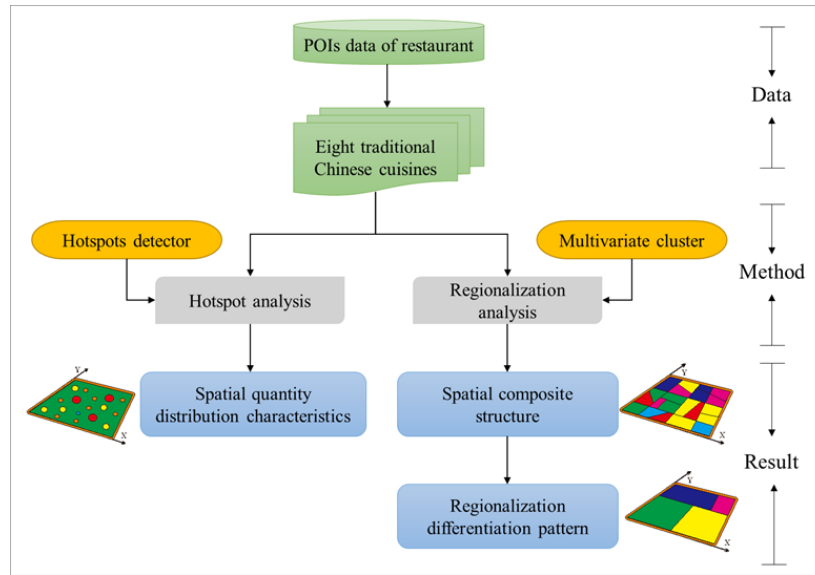 POIs data of restaurant
Data
Eight traditional
Chinese cuisines
Hotspots detector
Multivariate cluster
Method
Hotspot analysis
Regionalization
analysis
Y
X
Spatial quantity
distribution characteristics
Spatial composite
structure
Y
X
Result
Regionalization
differentiation pattern
Y
X